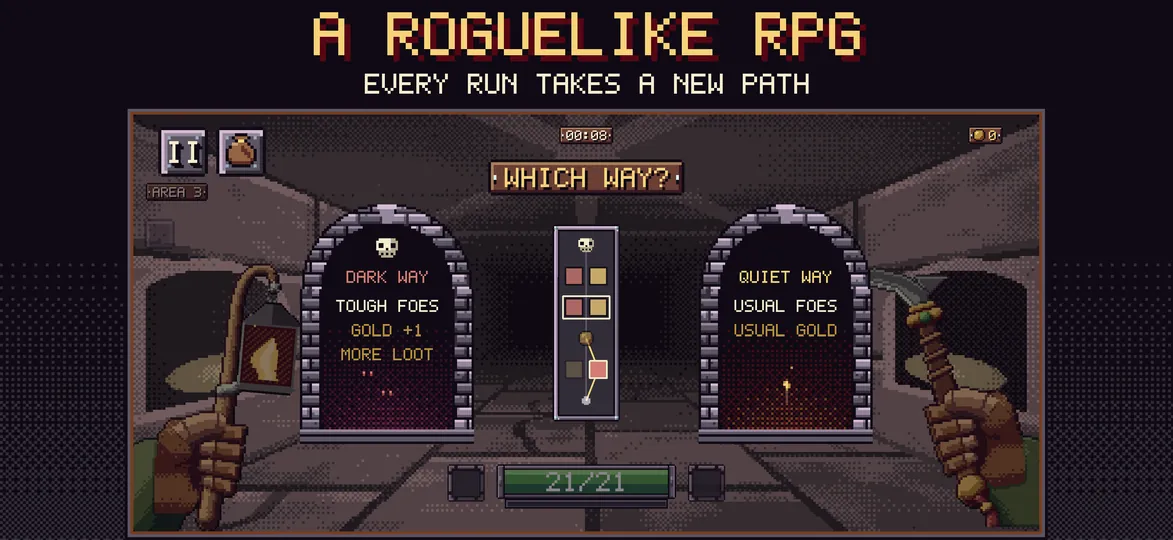 A ROGUELIKE RPG
EVERY RUN TAKES A NEW PATH
00:08
0
AREA 3
WHICH WAY?
DARK WAY
TOUGH FOES
GOLD +1
MORE LOOT
QUIET WAY
USUAL FOES
USUAL GOLD
21/21